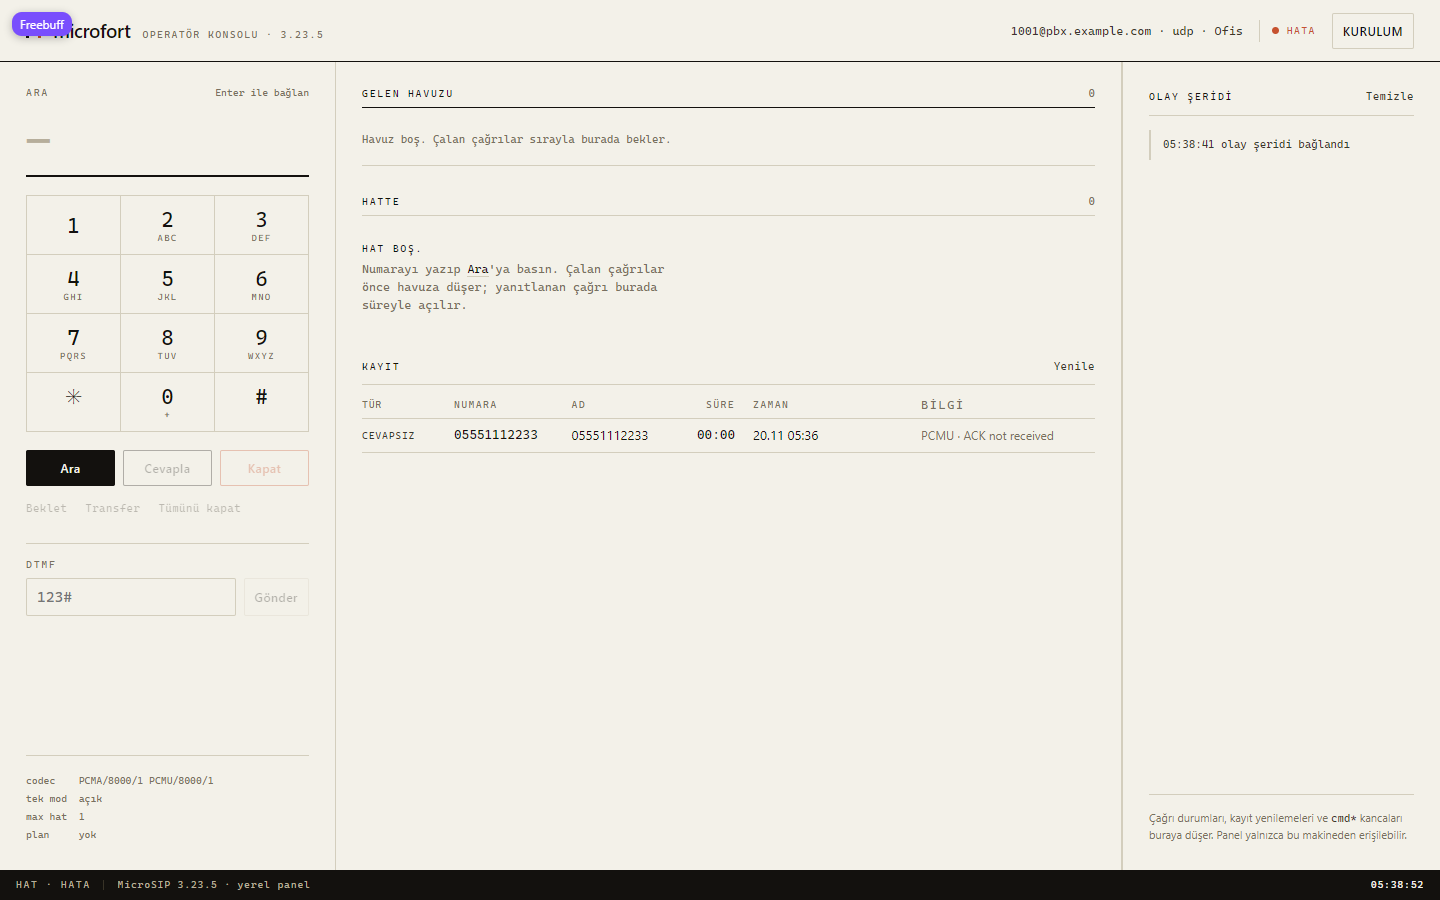 Freebuff
microfort OPERATÖR KONSOLU · 3.23.5
1001@pbx.example.com · udp · Ofis
HATA
KURULUM
ARA
Enter ile bağlan
—
1
2
ABC
3
DEF
4
GHI
5
JKL
6
MNO
7
PQRS
8
TUV
9
WXYZ
✳
0
+
#
Ara
Cevapla
Kapat
Beklet Transfer Tümünü kapat
DTMF
123#
Gönder
codec PCMA/8000/1 PCMU/8000/1
tek mod açık
max hat 1
plan yok
GELEN HAVUZU 0
Havuz boş. Çalan çağrılar sırayla burada bekler.
HATTE 0
HAT BOŞ.
Numarayı yazıp Ara'ya basın. Çalan çağrılar
önce havuza düşer; yanıtlanan çağrı burada
süreyle açılır.
KAYIT Yenile
TÜR NUMARA AD SÜRE ZAMAN BİLGİ
CEVAPSIZ 05551112233 05551112233 00:00 20.11 05:36 PCMU · ACK not received
OLAY ŞERİDİ Temizle
05:38:41 olay şeridi bağlandı
Çağrı durumları, kayıt yenilemeleri ve cmd* kancaları
buraya düşer. Panel yalnızca bu makineden erişilebilir.
HAT · HATA
MicroSIP 3.23.5 · yerel panel
05:38:52